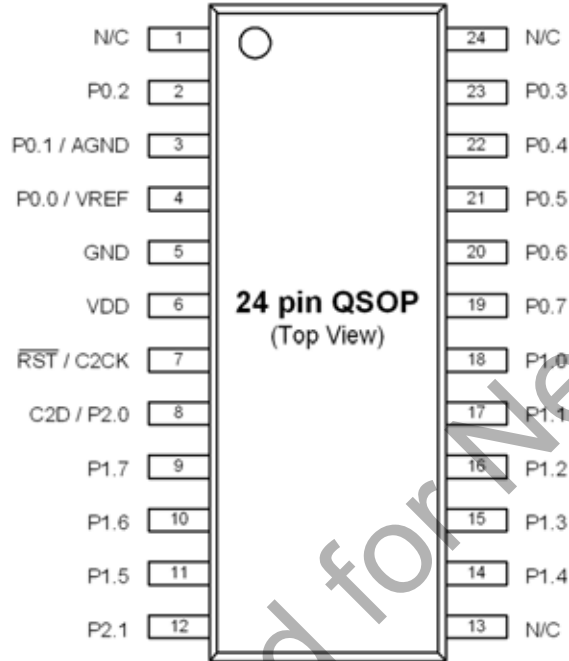 N/C 1 24 N/C
P0.2 2 23 P0.3
P0.1 / AGND 3 22 P0.4
P0.0 / VREF 4 21 P0.5
GND 5 20 P0.6
VDD 6 19 P0.7
24 pin QSOP
(Top View)
R̅S̅T̅ / C2CK 7 18 P1.0
C2D / P2.0 8 17 P1.1
P1.7 9 16 P1.2
P1.6 10 15 P1.3
P1.5 11 14 P1.4
P2.1 12 13 N/C
for